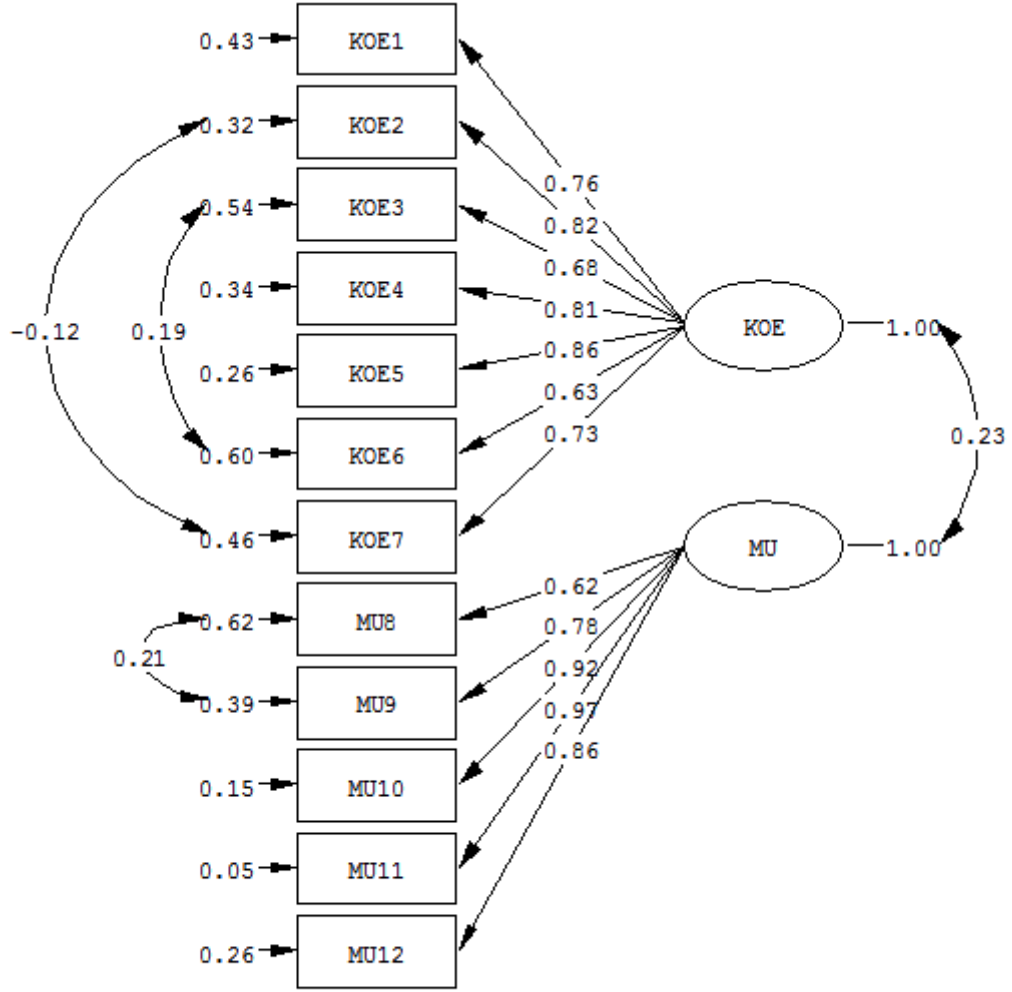 0.43 KOE1
0.32 KOE2
0.76
0.54 KOE3
0.82
0.68
0.34 KOE4
0.81
-0.12 0.19 KOE 1.00
0.86
0.26 KOE5
0.63
0.73 0.23
0.60 KOE6
0.46 KOE7 MU 1.00
0.62
0.62 MU8
0.78
0.21
0.92
0.39 MU9
0.97
0.86
0.15 MU10
0.05 MU11
0.26 MU12